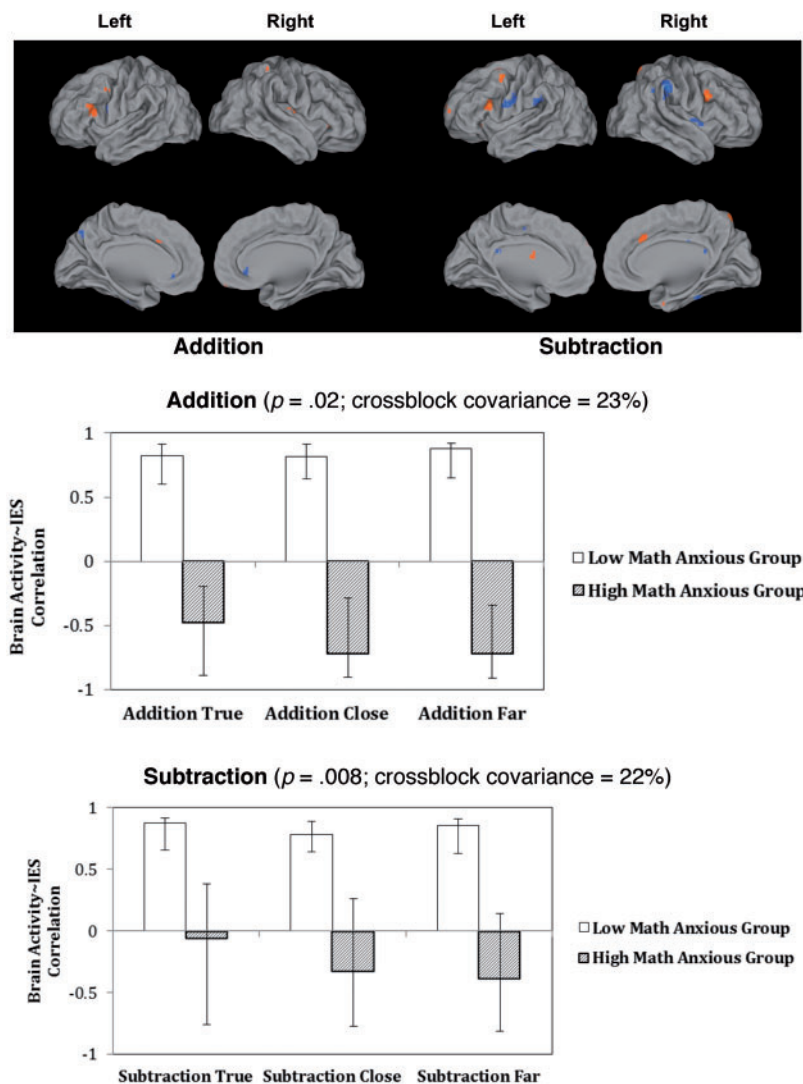 Left Right Left Right
Addition Subtraction
Addition (p = .02; crossblock covariance = 23%)
Brain Activity~IES
Correlation
1
0.5
0
-0.5
-1
Addition True Addition Close Addition Far
Low Math Anxious Group
High Math Anxious Group
Subtraction (p = .008; crossblock covariance = 22%)
Brain Activity~IES
Correlation
1
0.5
0
-0.5
-1
Subtraction True Subtraction Close Subtraction Far
Low Math Anxious Group
High Math Anxious Group